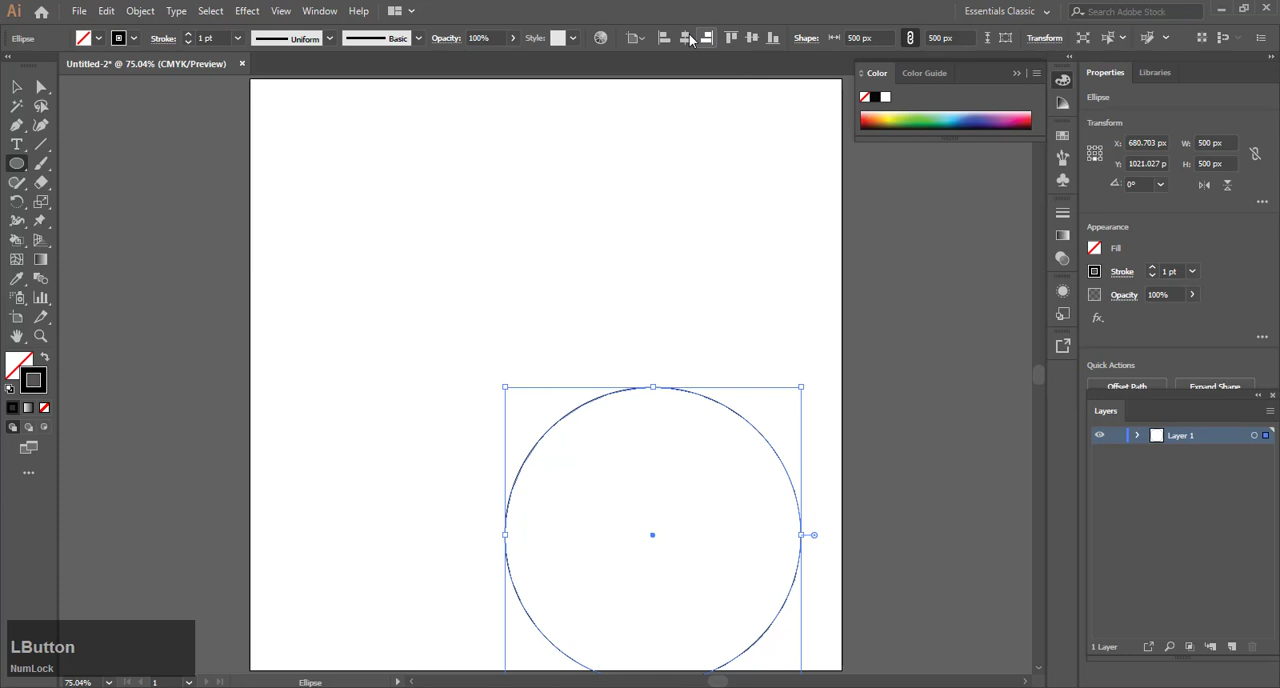 Ai File Edit Object Type Select Effect View Window Help Essentials Classic Search Adobe Stock
Ellipse Stroke: 1 pt Uniform Basic Opacity: 100% Style: Shape: 500 px 500 px Transform
Untitled-2* @ 75.04% (CMYK/Preview) ×
Color Color Guide
Properties Libraries
Ellipse
Transform
X: 680.703 px W: 500 px
Y: 1021.027 p H: 500 px
0°
Appearance
Fill
Stroke 1 pt
Opacity 100%
fx.
Quick Actions
Offset Path Expand Shape
Layers
Layer 1
1 Layer
LButton
NumLock
75.04% 1 Ellipse